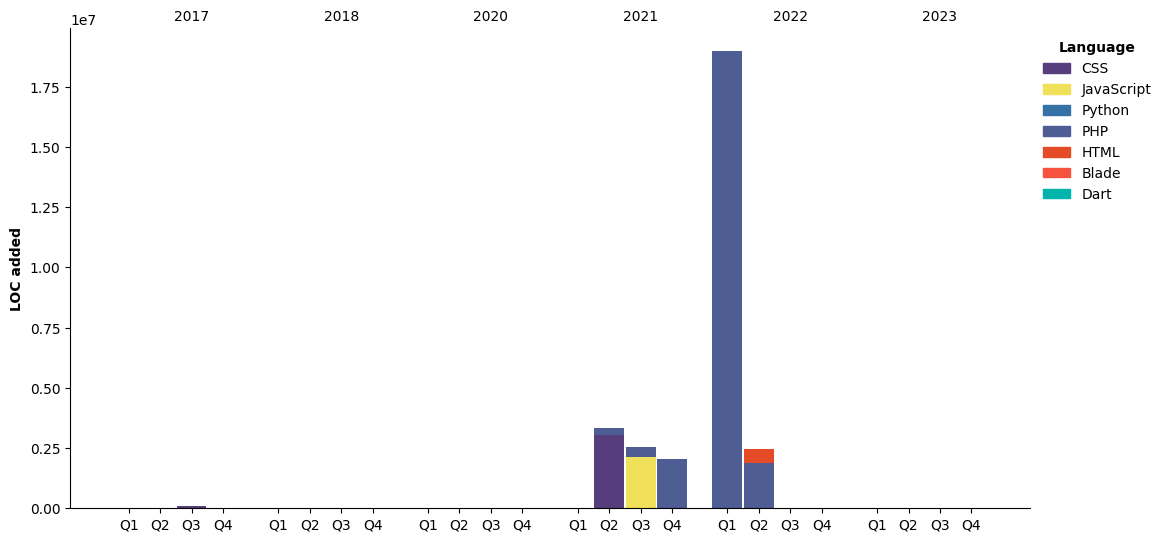 1e7
2017 2018 2020 2021 2022 2023
Language
CSS
JavaScript
Python
PHP
HTML
Blade
Dart
LOC added
1.75
1.50
1.25
1.00
0.75
0.50
0.25
0.00
Q1 Q2 Q3 Q4 Q1 Q2 Q3 Q4 Q1 Q2 Q3 Q4 Q1 Q2 Q3 Q4 Q1 Q2 Q3 Q4 Q1 Q2 Q3 Q4